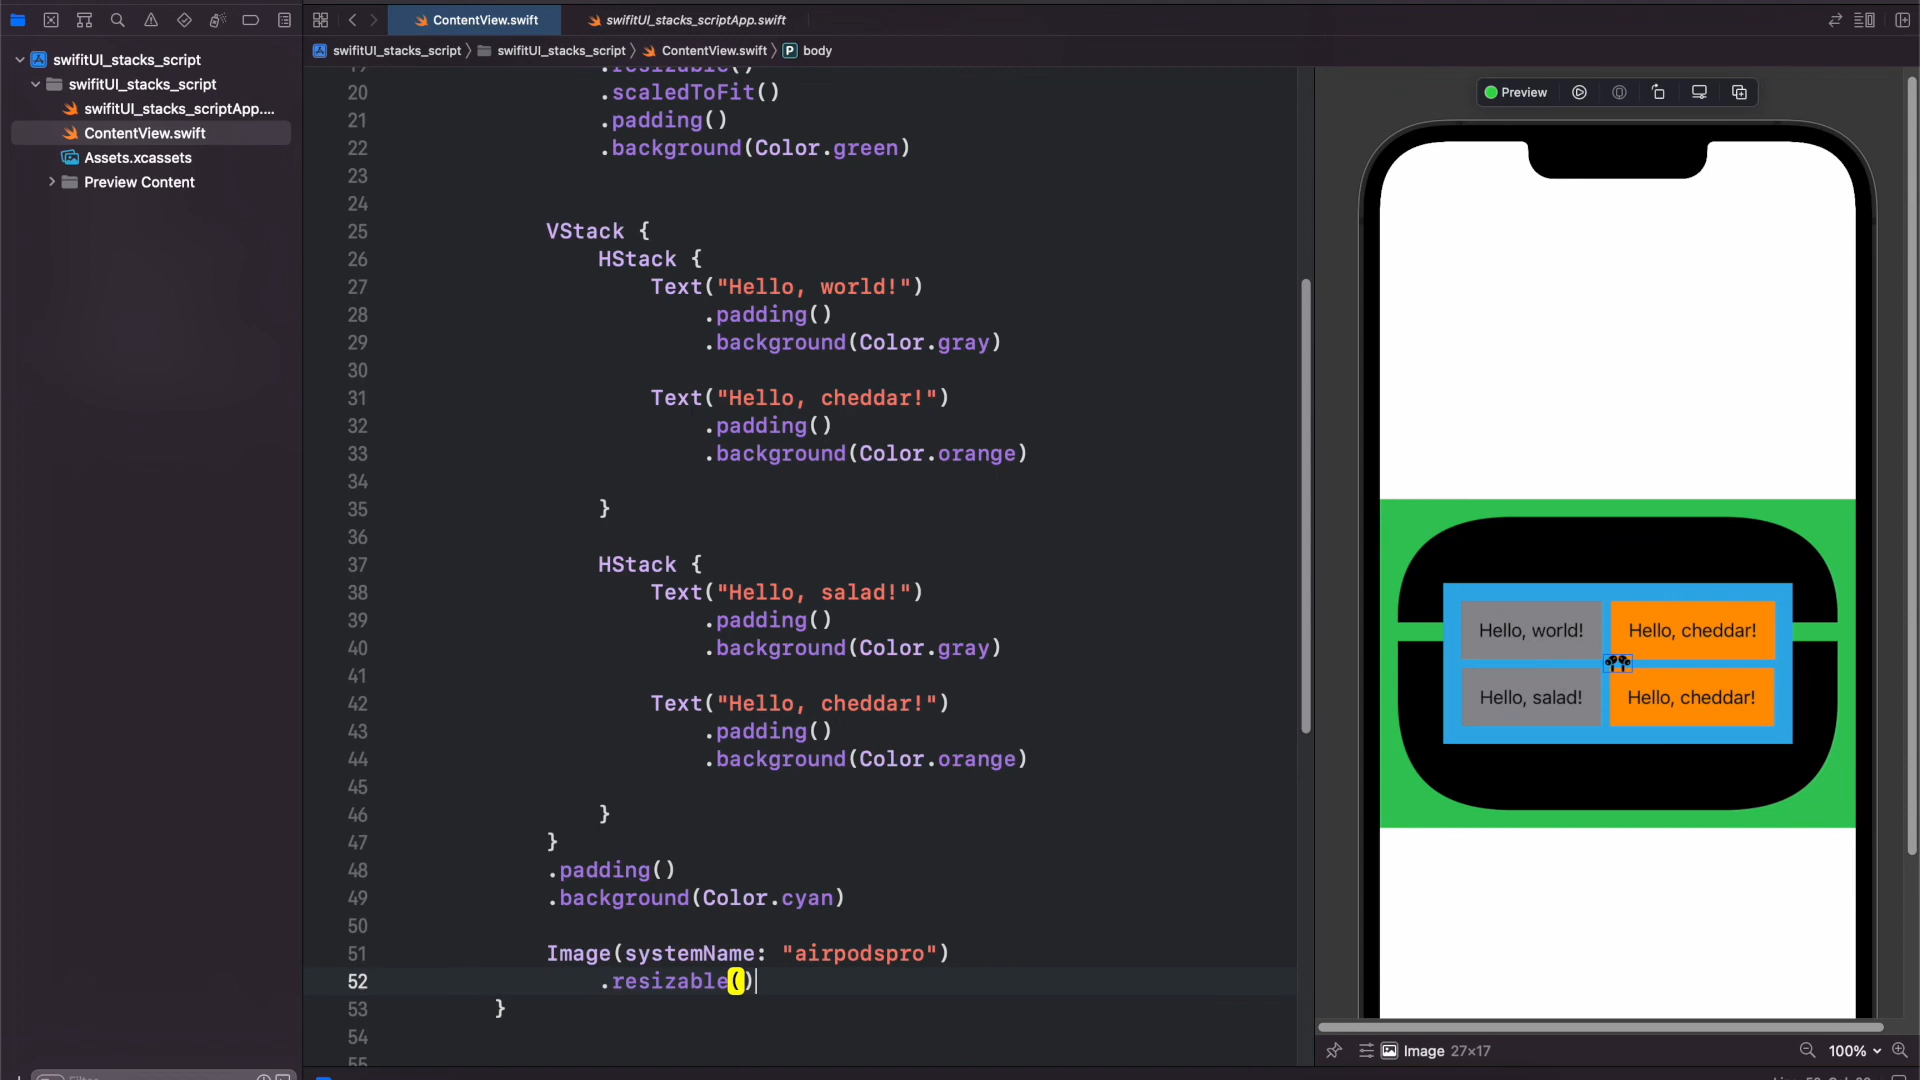 ContentView.swift
swifitUI_stacks_scriptApp.swift
swifitUI_stacks_script
swifitUI_stacks_script
ContentView.swift
P
body
swifitUI_stacks_script
swifitUI_stacks_script
swifitUI_stacks_scriptApp....
ContentView.swift
Assets.xcassets
Preview Content
19 .resizable()
20 .scaledToFit()
21 .padding()
22 .background(Color.green)
23
24
25 VStack {
26 HStack {
27 Text("Hello, world!")
28 .padding()
29 .background(Color.gray)
30
31 Text("Hello, cheddar!")
32 .padding()
33 .background(Color.orange)
34
35 }
36
37 HStack {
38 Text("Hello, salad!")
39 .padding()
40 .background(Color.gray)
41
42 Text("Hello, cheddar!")
43 .padding()
44 .background(Color.orange)
45
46 }
47 }
48 .padding()
49 .background(Color.cyan)
50
51 Image(systemName: "airpodspro")
52 .resizable()
53 }
54
55
Preview
Hello, world!
Hello, cheddar!
Hello, salad!
Hello, cheddar!
Image 27×17
100%